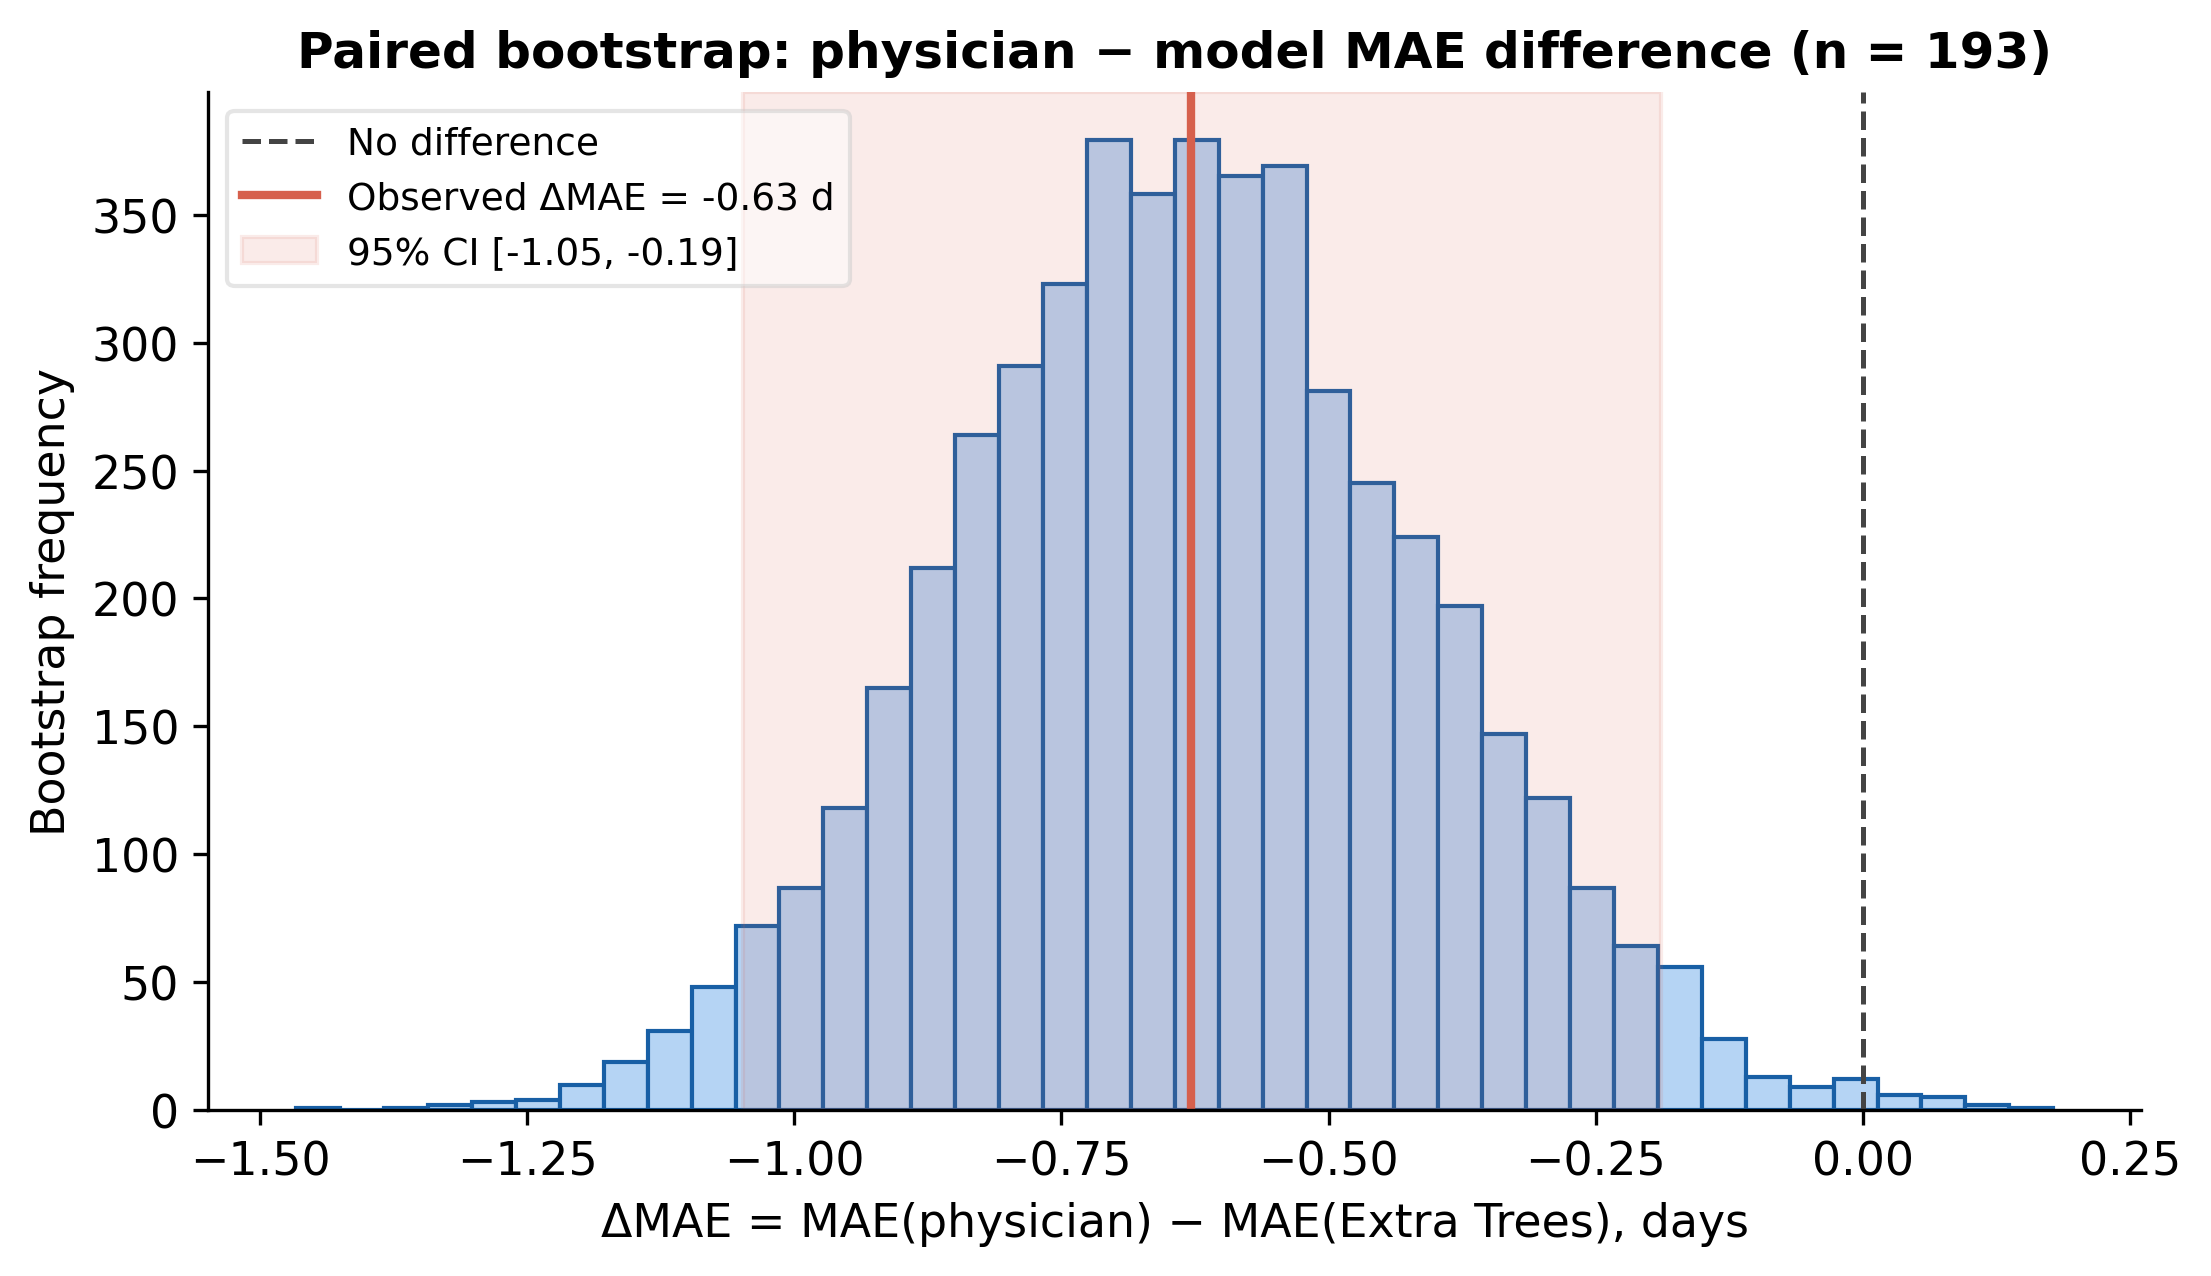 Paired bootstrap: physician − model MAE difference (n = 193)
No difference
Observed ΔMAE = -0.63 d
95% CI [-1.05, -0.19]
Bootstrap frequency
350
300
250
200
150
100
50
0
−1.50 −1.25 −1.00 −0.75 −0.50 −0.25 0.00 0.25
ΔMAE = MAE(physician) − MAE(Extra Trees), days